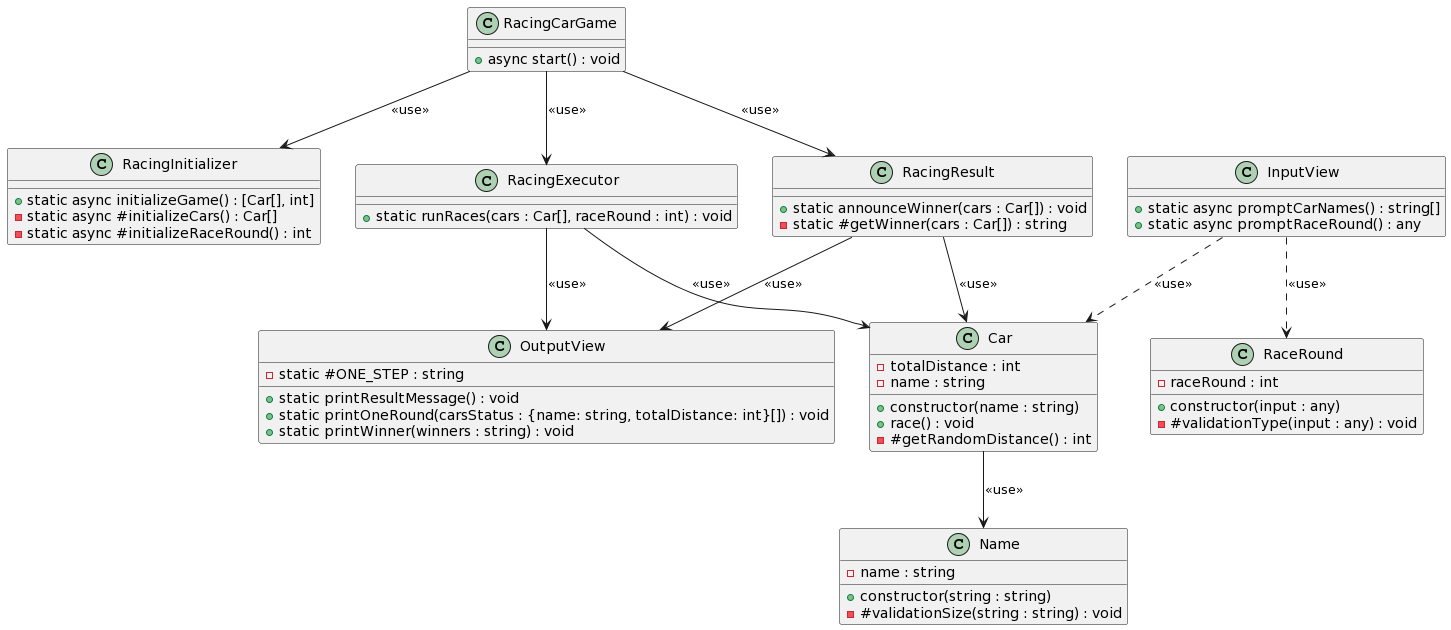 C RacingCarGame
async start() : void
«use»
«use»
«use»
C RacingInitializer
static async initializeGame() : [Car[], int]
static async #initializeCars() : Car[]
static async #initializeRaceRound() : int
C RacingExecutor
static runRaces(cars : Car[], raceRound : int) : void
C RacingResult
static announceWinner(cars : Car[]) : void
static #getWinner(cars : Car[]) : string
C InputView
static async promptCarNames() : string[]
static async promptRaceRound() : any
«use»
«use»
«use»
«use»
«use»
«use»
C OutputView
static #ONE_STEP : string
static printResultMessage() : void
static printOneRound(carsStatus : {name: string, totalDistance: int}[]) : void
static printWinner(winners : string) : void
C Car
totalDistance : int
name : string
constructor(name : string)
race() : void
#getRandomDistance() : int
C RaceRound
raceRound : int
constructor(input : any)
#validationType(input : any) : void
«use»
C Name
name : string
constructor(string : string)
#validationSize(string : string) : void